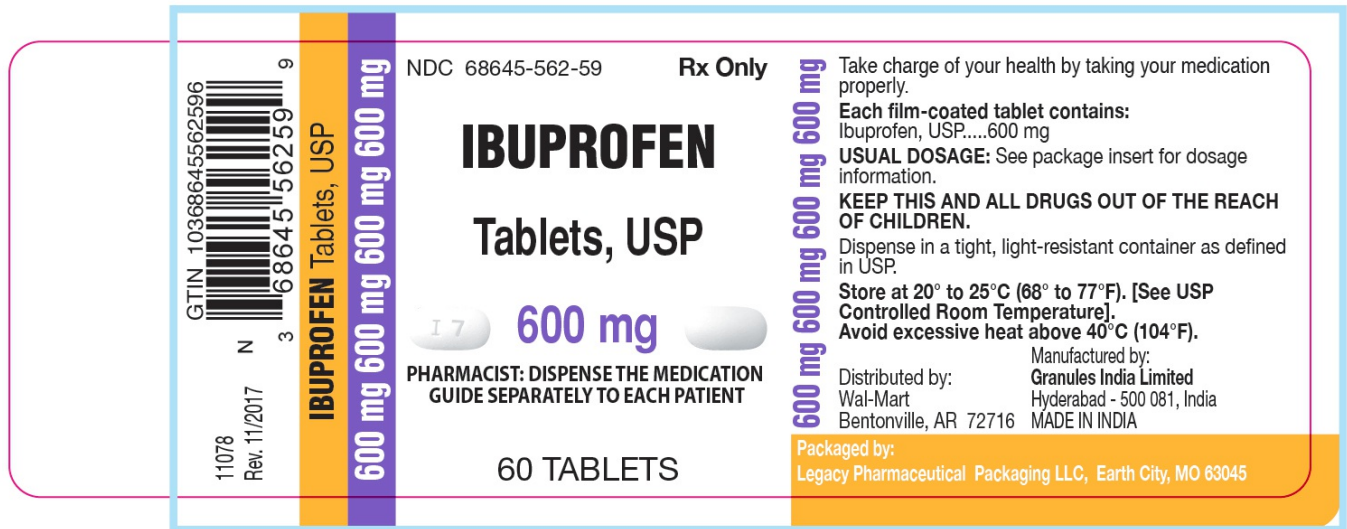 GTIN 10368645562596
3 68645 56259 9
N
11078
Rev. 11/2017
IBUPROFEN Tablets, USP
600 mg 600 mg 600 mg 600 mg
NDC 68645-562-59 Rx Only
IBUPROFEN
Tablets, USP
I 7
600 mg
PHARMACIST: DISPENSE THE MEDICATION
GUIDE SEPARATELY TO EACH PATIENT
60 TABLETS
600 mg 600 mg 600 mg 600 mg
Take charge of your health by taking your medication
properly.
Each film-coated tablet contains:
Ibuprofen, USP.....600 mg
USUAL DOSAGE: See package insert for dosage
information.
KEEP THIS AND ALL DRUGS OUT OF THE REACH
OF CHILDREN.
Dispense in a tight, light-resistant container as defined
in USP.
Store at 20° to 25°C (68° to 77°F). [See USP
Controlled Room Temperature].
Avoid excessive heat above 40°C (104°F).
Distributed by:
Wal-Mart
Bentonville, AR 72716
Manufactured by:
Granules India Limited
Hyderabad - 500 081, India
MADE IN INDIA
Packaged by:
Legacy Pharmaceutical Packaging LLC, Earth City, MO 63045